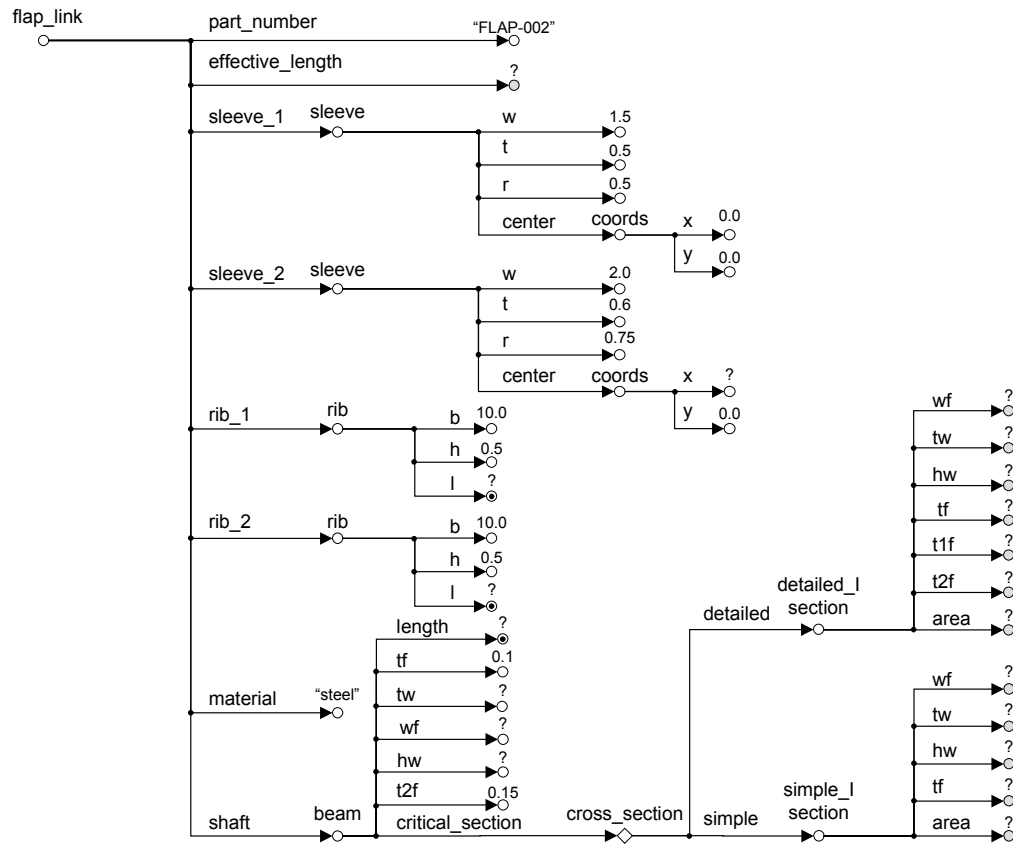 flap_link
part_number
“FLAP-002”
effective_length
?
sleeve_1
sleeve
w
1.5
t
0.5
r
0.5
center
coords
x
0.0
y
0.0
sleeve_2
sleeve
w
2.0
t
0.6
r
0.75
center
coords
x
?
y
0.0
rib_1
rib
b
10.0
h
0.5
l
?
rib_2
rib
b
10.0
h
0.5
l
?
material
“steel”
shaft
beam
length
?
tf
0.1
tw
?
wf
?
hw
?
t2f
0.15
critical_section
cross_section
detailed
detailed_I
section
wf
?
tw
?
hw
?
tf
?
t1f
?
t2f
?
area
?
simple
simple_I
section
wf
?
tw
?
hw
?
tf
?
area
?